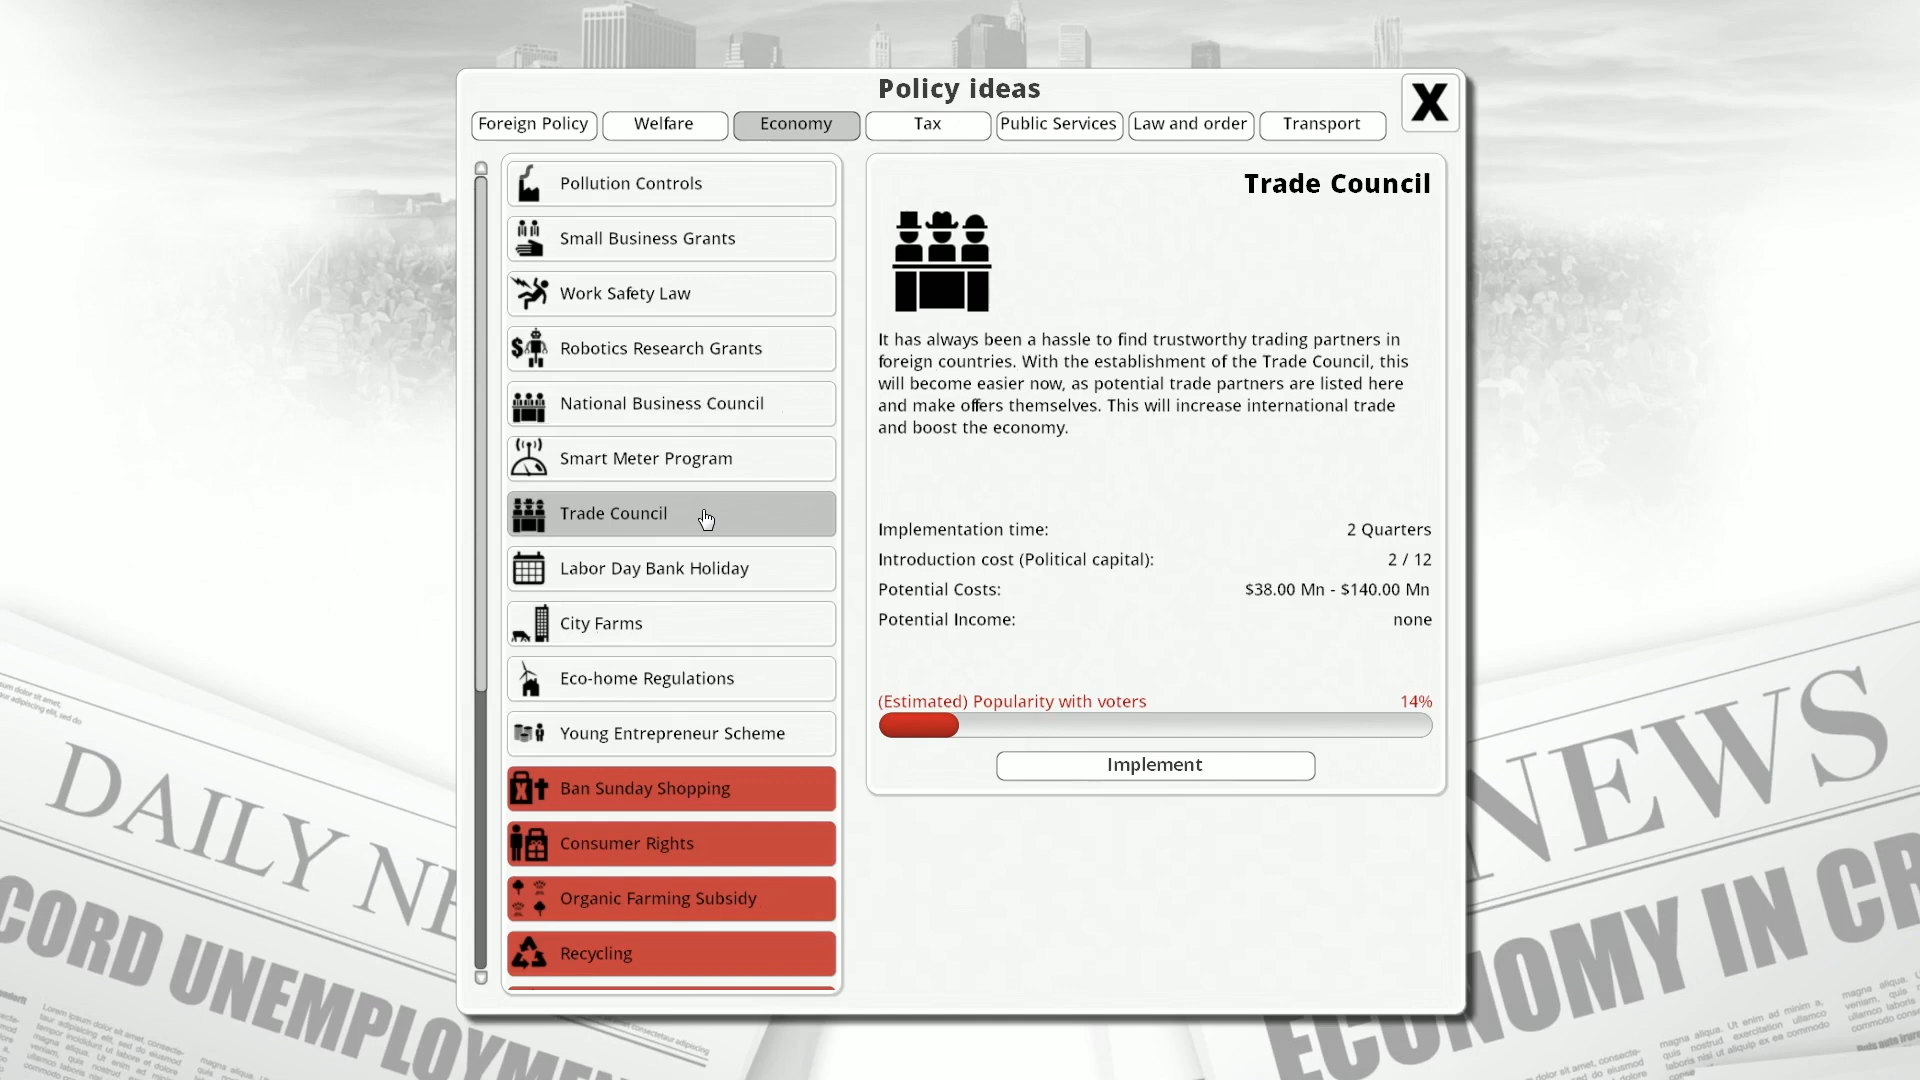 Policy ideas
X
Foreign Policy
Welfare
Economy
Tax
Public Services
Law and order
Transport
Pollution Controls
Small Business Grants
Work Safety Law
Robotics Research Grants
National Business Council
Smart Meter Program
Trade Council
Labor Day Bank Holiday
City Farms
Eco-home Regulations
Young Entrepreneur Scheme
Ban Sunday Shopping
Consumer Rights
Organic Farming Subsidy
Recycling
Trade Council
It has always been a hassle to find trustworthy trading partners in
foreign countries. With the establishment of the Trade Council, this
will become easier now, as potential trade partners are listed here
and make offers themselves. This will increase international trade
and boost the economy.
Implementation time: 2 Quarters
Introduction cost (Political capital): 2 / 12
Potential Costs: $38.00 Mn - $140.00 Mn
Potential Income: none
(Estimated) Popularity with voters 14%
Implement
DAILY NE
CORD UNEMPLOYME
NEWS
ECONOMY IN CR